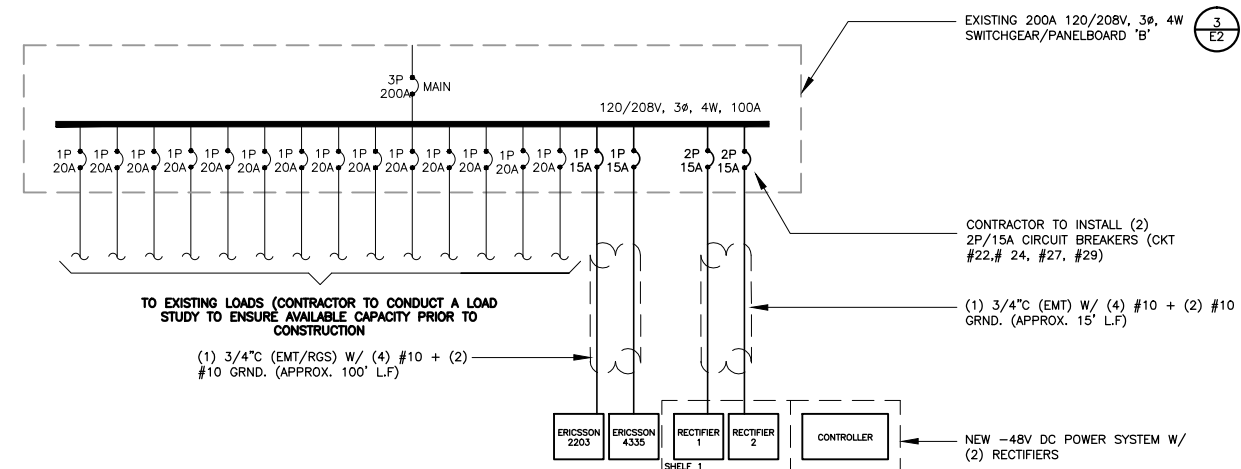 EXISTING 200A 120/208V, 3ø, 4W
SWITCHGEAR/PANELBOARD 'B'
3
E2
3P
200A
MAIN
120/208V, 3ø, 4W, 100A
1P 1P 1P 1P 1P 1P 1P 1P 1P 1P 1P 1P 1P 1P 1P 1P 2P 2P
20A 20A 20A 20A 20A 20A 20A 20A 20A 20A 20A 20A 20A 20A 15A 15A 15A 15A
CONTRACTOR TO INSTALL (2)
2P/15A CIRCUIT BREAKERS (CKT
#22,# 24, #27, #29)
TO EXISTING LOADS (CONTRACTOR TO CONDUCT A LOAD
STUDY TO ENSURE AVAILABLE CAPACITY PRIOR TO
CONSTRUCTION
(1) 3/4"C (EMT) W/ (4) #10 + (2) #10
GRND. (APPROX. 15' L.F)
(1) 3/4"C (EMT/RGS) W/ (4) #10 + (2)
#10 GRND. (APPROX. 100' L.F)
ERICSSON
2203
ERICSSON
4335
RECTIFIER
1
RECTIFIER
2
CONTROLLER
SHELF 1
NEW -48V DC POWER SYSTEM W/
(2) RECTIFIERS